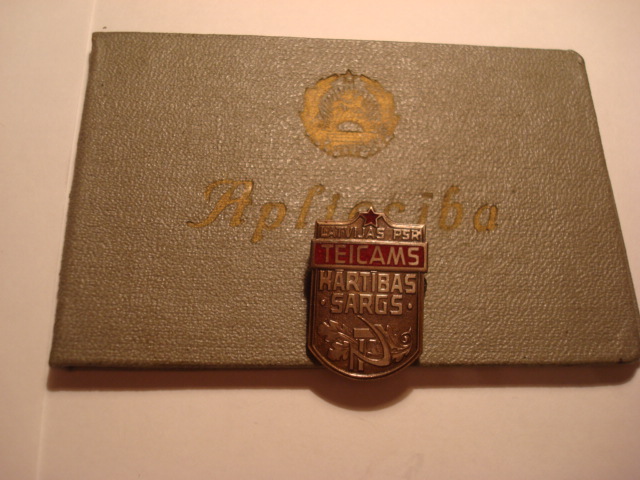 Apliecība
LATVIJAS PSR
TEICAMS
KĀRTĪBAS
· SARGS ·